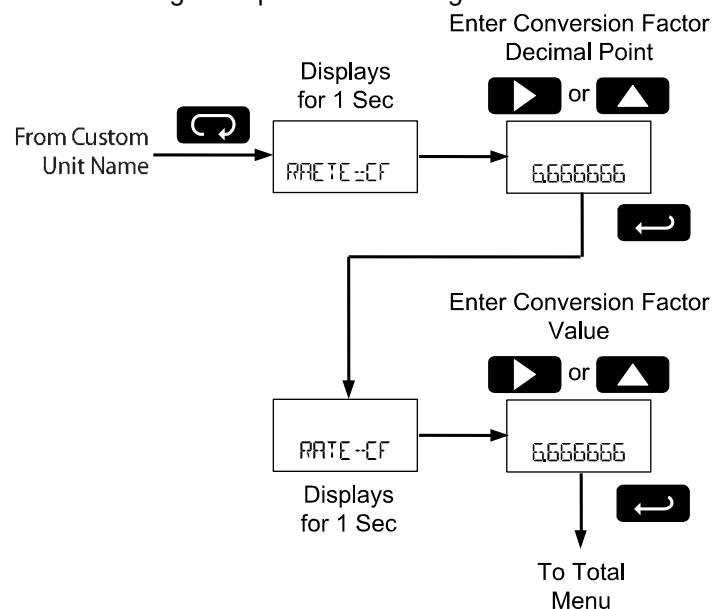 Enter Conversion Factor
Decimal Point
Displays
for 1 Sec
or
From Custom
Unit Name
RAETE--CF
6.666666
Enter Conversion Factor
Value
or
RATE--CF
6.666666
Displays
for 1 Sec
To Total
Menu